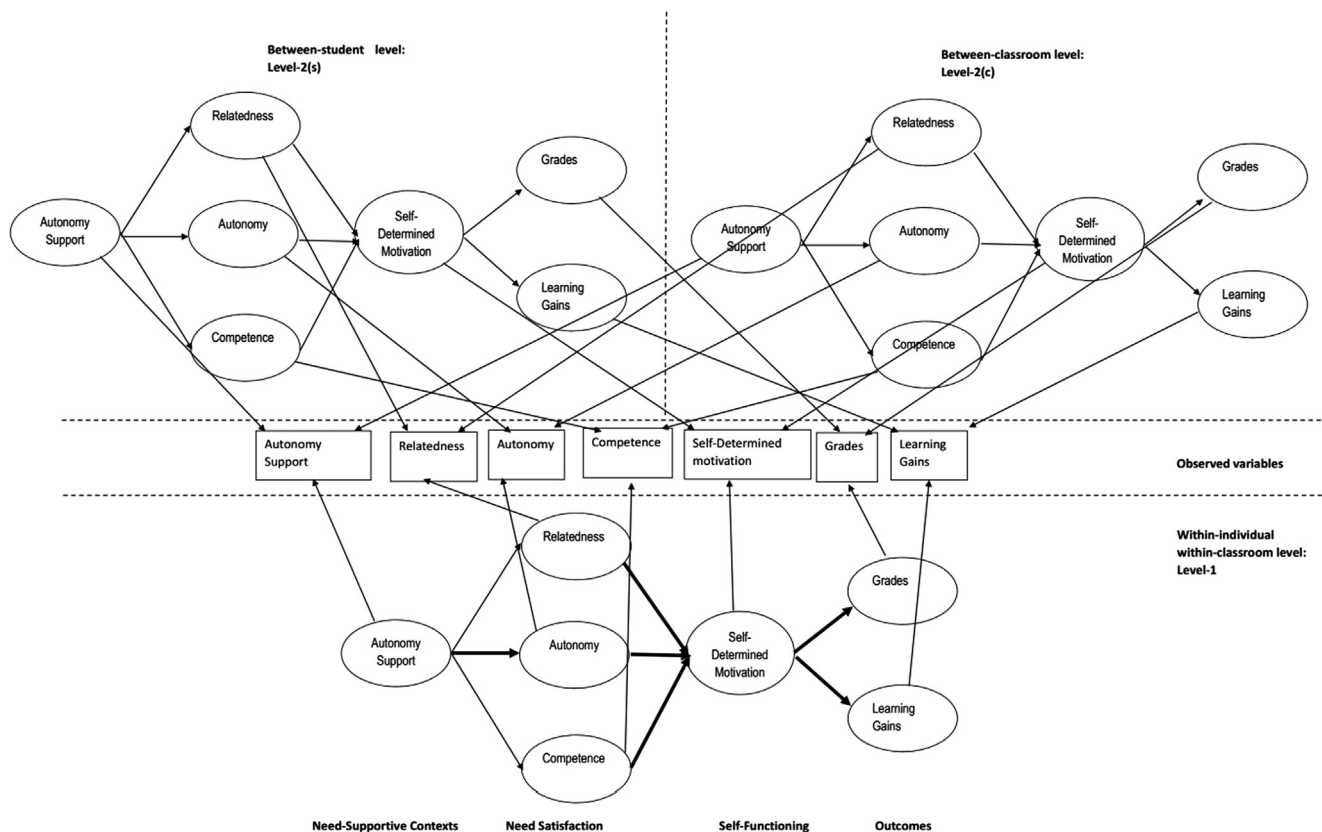 Between-student level:
Level-2(s)
Between-classroom level:
Level-2(c)
Relatedness
Grades
Autonomy
Support
Autonomy
Self-
Determined
Motivation
Learning
Gains
Competence
Relatedness
Grades
Autonomy
Support
Autonomy
Self-
Determined
Motivation
Learning
Gains
Competence
Autonomy
Support
Relatedness
Autonomy
Competence
Self-Determined
motivation
Grades
Learning
Gains
Observed variables
Within-individual
within-classroom level:
Level-1
Relatedness
Grades
Autonomy
Support
Autonomy
Self-
Determined
Motivation
Learning
Gains
Competence
Need-Supportive Contexts
Need Satisfaction
Self-Functioning
Outcomes